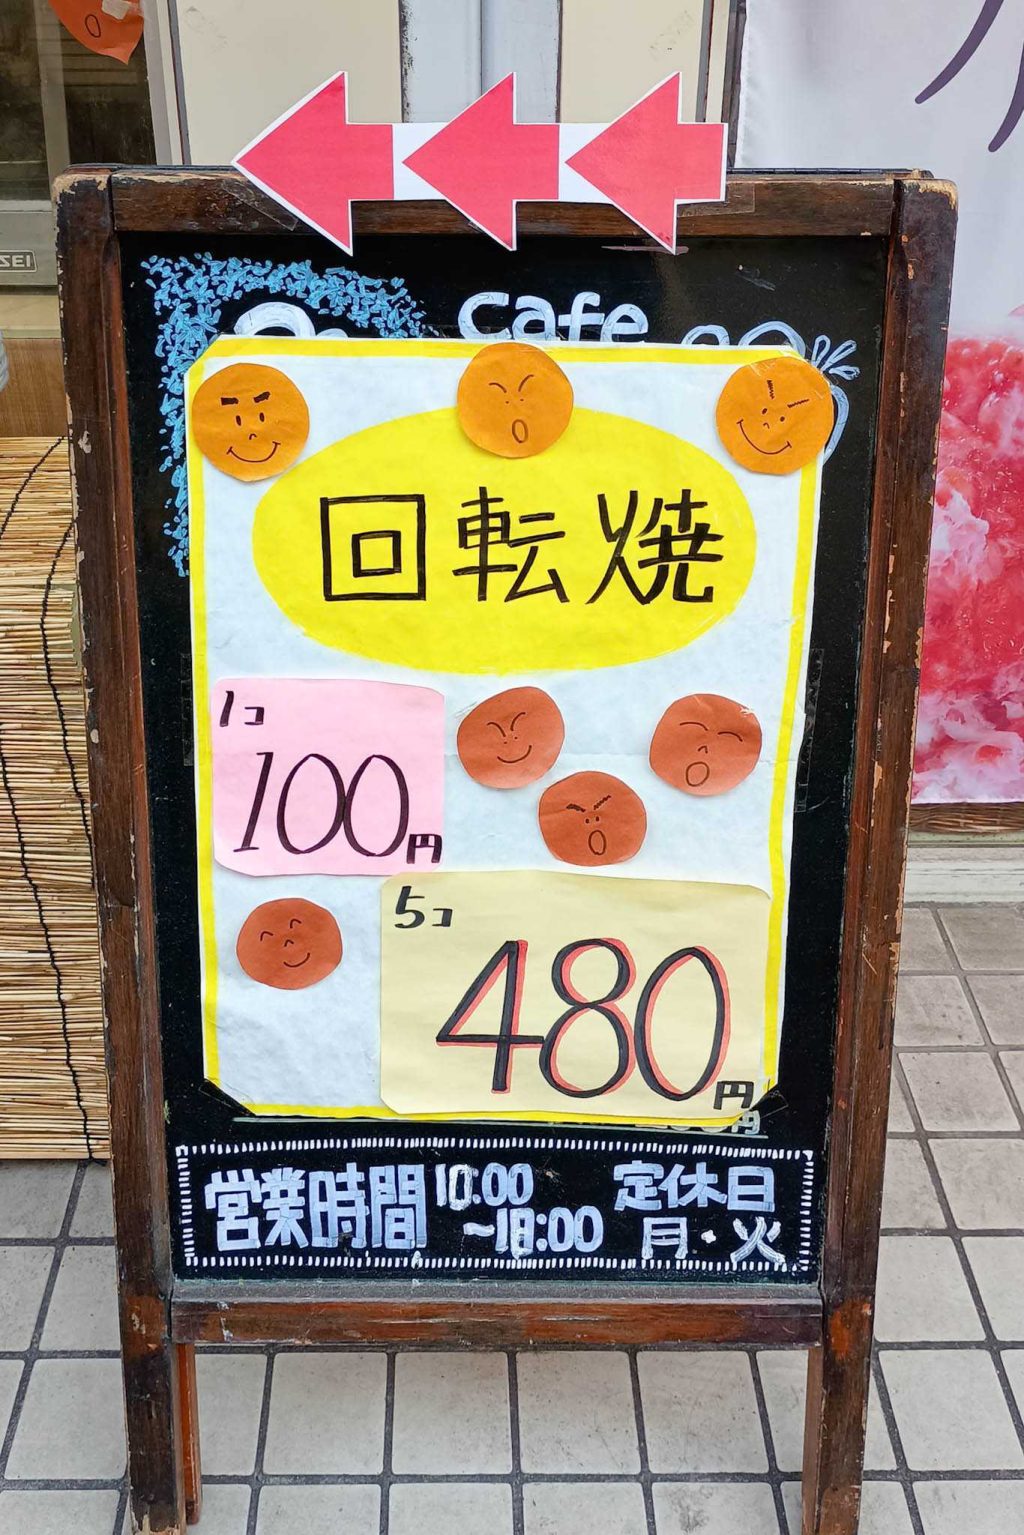 SEI
cafe
回転焼
1コ
100円
5コ
480円
営業時間 10:00
~18:00
定休日
月・火